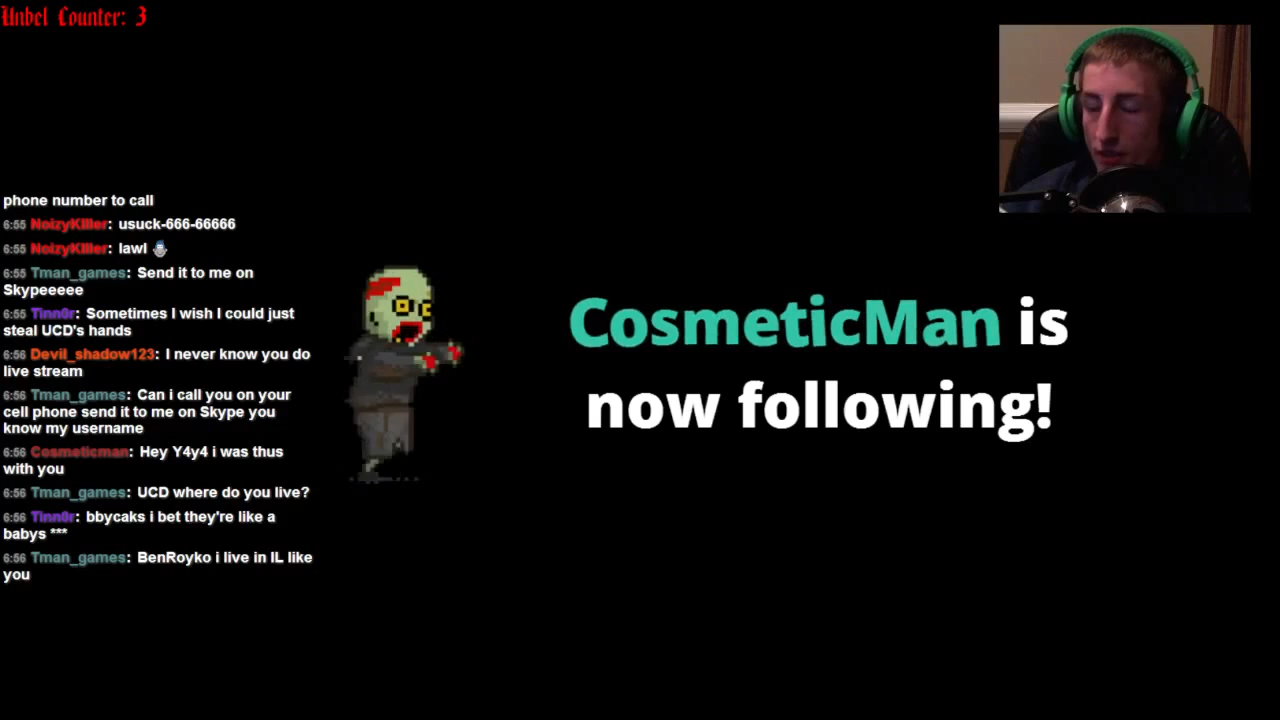 Unbel Counter: 3
phone number to call
6:55 NoizyKIller: usuck-666-66666
6:55 NoizyKIller: lawl
6:55 Tman_games: Send it to me on
Skypeeeee
6:55 Tinn0r: Sometimes I wish I could just
steal UCD's hands
6:56 Devil_shadow123: I never know you do
live stream
6:56 Tman_games: Can i call you on your
cell phone send it to me on Skype you
know my username
6:56 Cosmeticman: Hey Y4y4 i was thus
with you
6:56 Tman_games: UCD where do you live?
6:56 Tinn0r: bbycaks i bet they're like a
babys ***
6:56 Tman_games: BenRoyko i live in IL like
you
CosmeticMan is
now following!